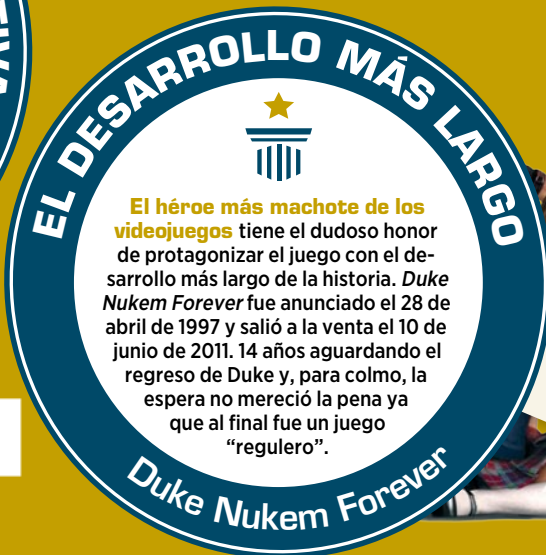 EL DESARROLLO MÁS LARGO
El héroe más machote de los
videojuegos tiene el dudoso honor
de protagonizar el juego con el de-
sarrollo más largo de la historia. Duke
Nukem Forever fue anunciado el 28 de
abril de 1997 y salió a la venta el 10 de
junio de 2011. 14 años aguardando el
regreso de Duke y, para colmo, la
espera no mereció la pena ya
que al final fue un juego
“regulero”.
Duke Nukem Forever